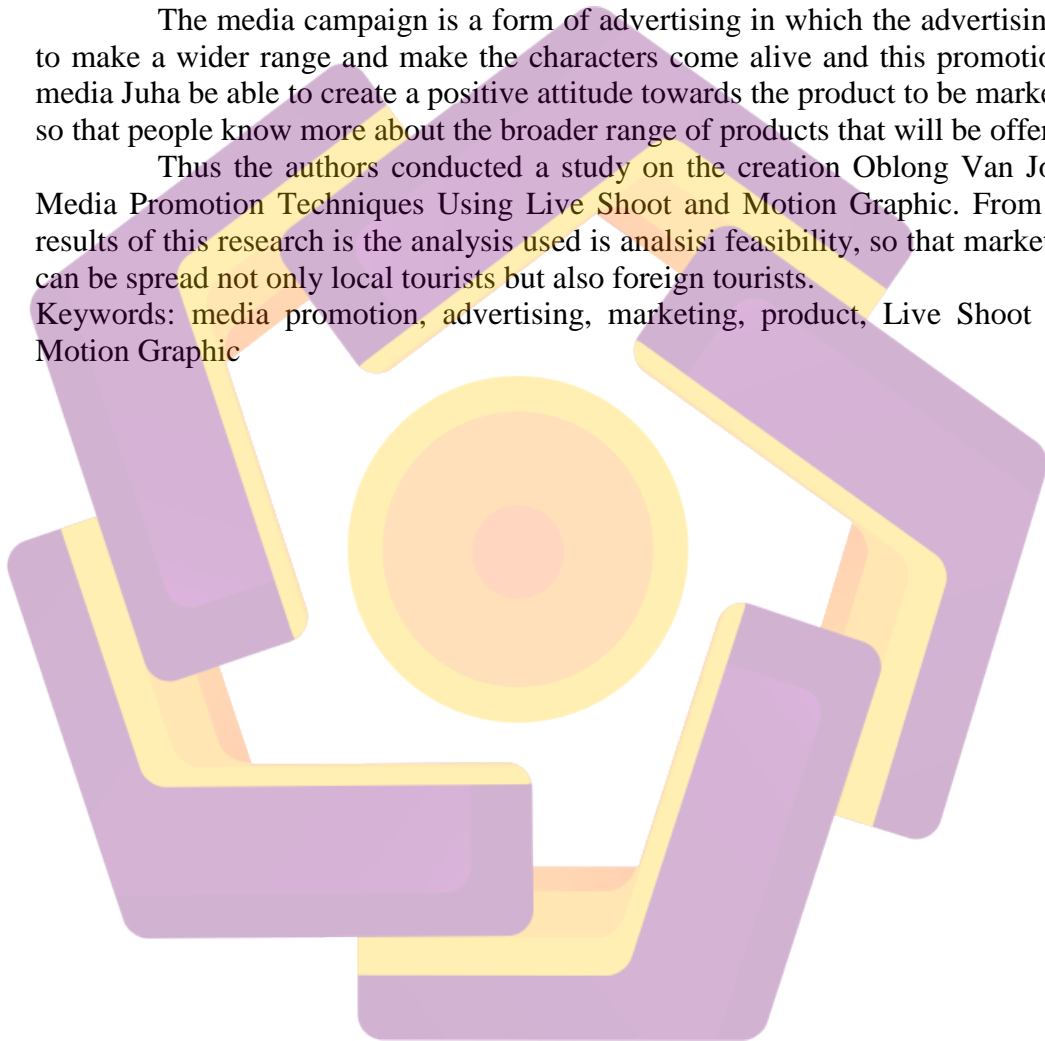 The media campaign is a form of advertising in which the advertisin
to make a wider range and make the characters come alive and this promotio
media Juha be able to create a positive attitude towards the product to be marke
so that people know more about the broader range of products that will be offer
Thus the authors conducted a study on the creation Oblong Van Jo
Media Promotion Techniques Using Live Shoot and Motion Graphic. From
results of this research is the analysis used is analsisi feasibility, so that market
can be spread not only local tourists but also foreign tourists.
Keywords: media promotion, advertising, marketing, product, Live Shoot
Motion Graphic